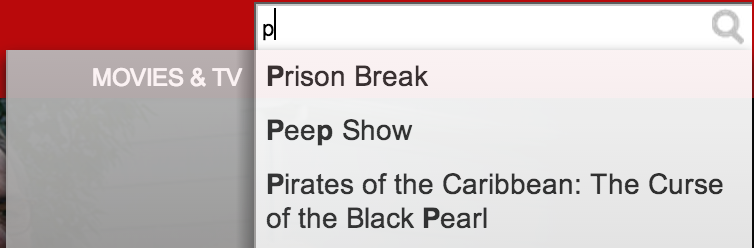 p
MOVIES & TV
Prison Break
Peep Show
Pirates of the Caribbean: The Curse
of the Black Pearl